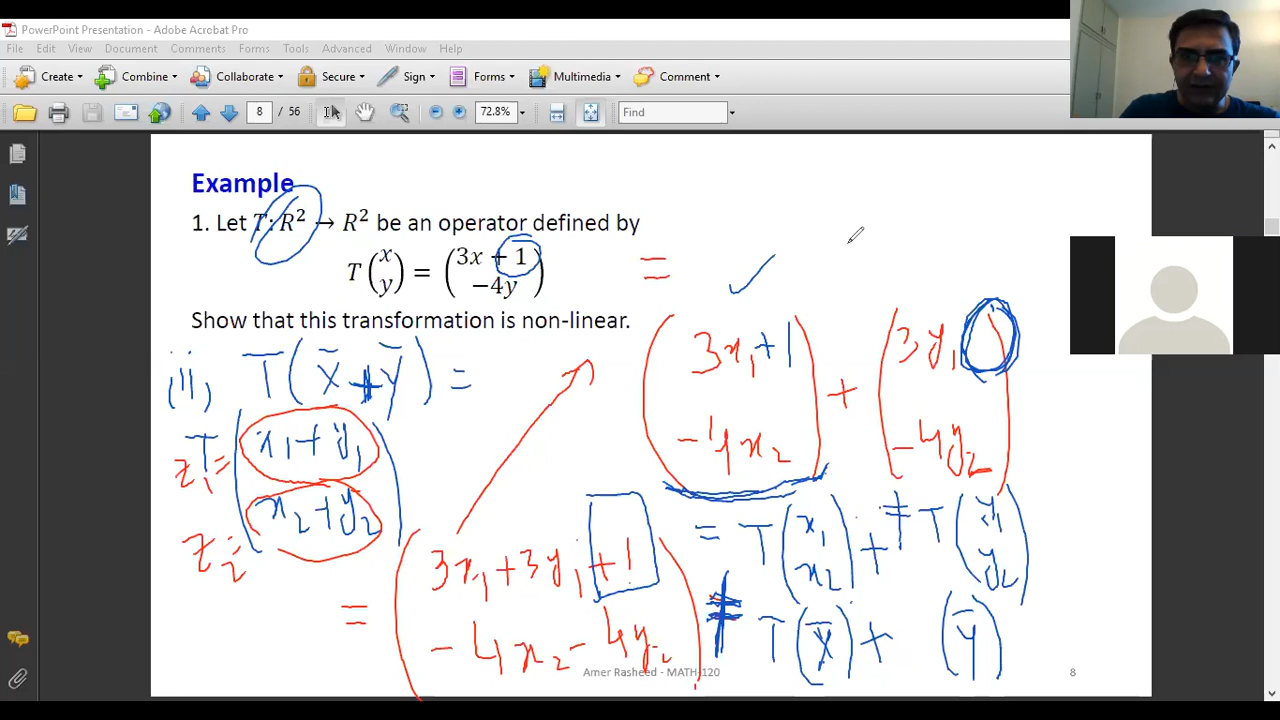 PowerPoint Presentation - Adobe Acrobat Pro
File Edit View Document Comments Forms Tools Advanced Window Help
Create Combine Collaborate Secure Sign Forms Multimedia Comment
8 / 56 72.8% Find
Example
1. Let T: R² → R² be an operator defined by
T(x y) = (3x + 1 −4y) =
Show that this transformation is non-linear.
(ii) T(x̄ + ȳ) =
T(x₁+y₁ x₂+y₂)
z₁=
z₂=
(3x₁+1 −4x₂) + (3y₁ −4y₂)
= (3x₁+3y₁+1 −4x₂−4y₂)
= T(x₁ x₂) + ≠ T(y₁ y₂)
≠ T(x̄) + (ȳ)
Amer Rasheed - MATH-120
8